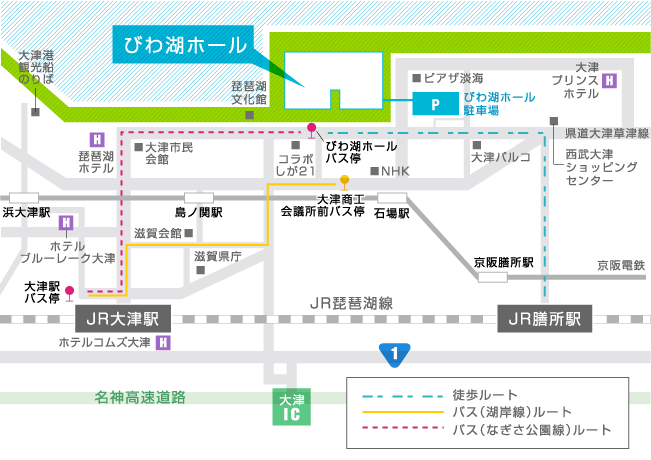 びわ湖ホール
大津港
観光船
のりば
琵琶湖
文化館
ピアザ淡海
大津
プリンス
ホテル
H
P
びわ湖ホール
駐車場
県道大津草津線
H
琵琶湖
ホテル
大津市民
会館
コラボ
しが21
びわ湖ホール
バス停
NHK
大津パルコ
西武大津
ショッピング
センター
浜大津駅
島ノ関駅
大津商工
会議所前バス停
石場駅
H
ホテル
ブルーレーク大津
滋賀会館
滋賀県庁
京阪膳所駅
京阪電鉄
大津駅
バス停
JR琵琶湖線
JR大津駅
JR膳所駅
ホテルコムズ大津
H
1
名神高速道路
大津
IC
徒歩ルート
バス(湖岸線)ルート
バス(なぎさ公園線)ルート